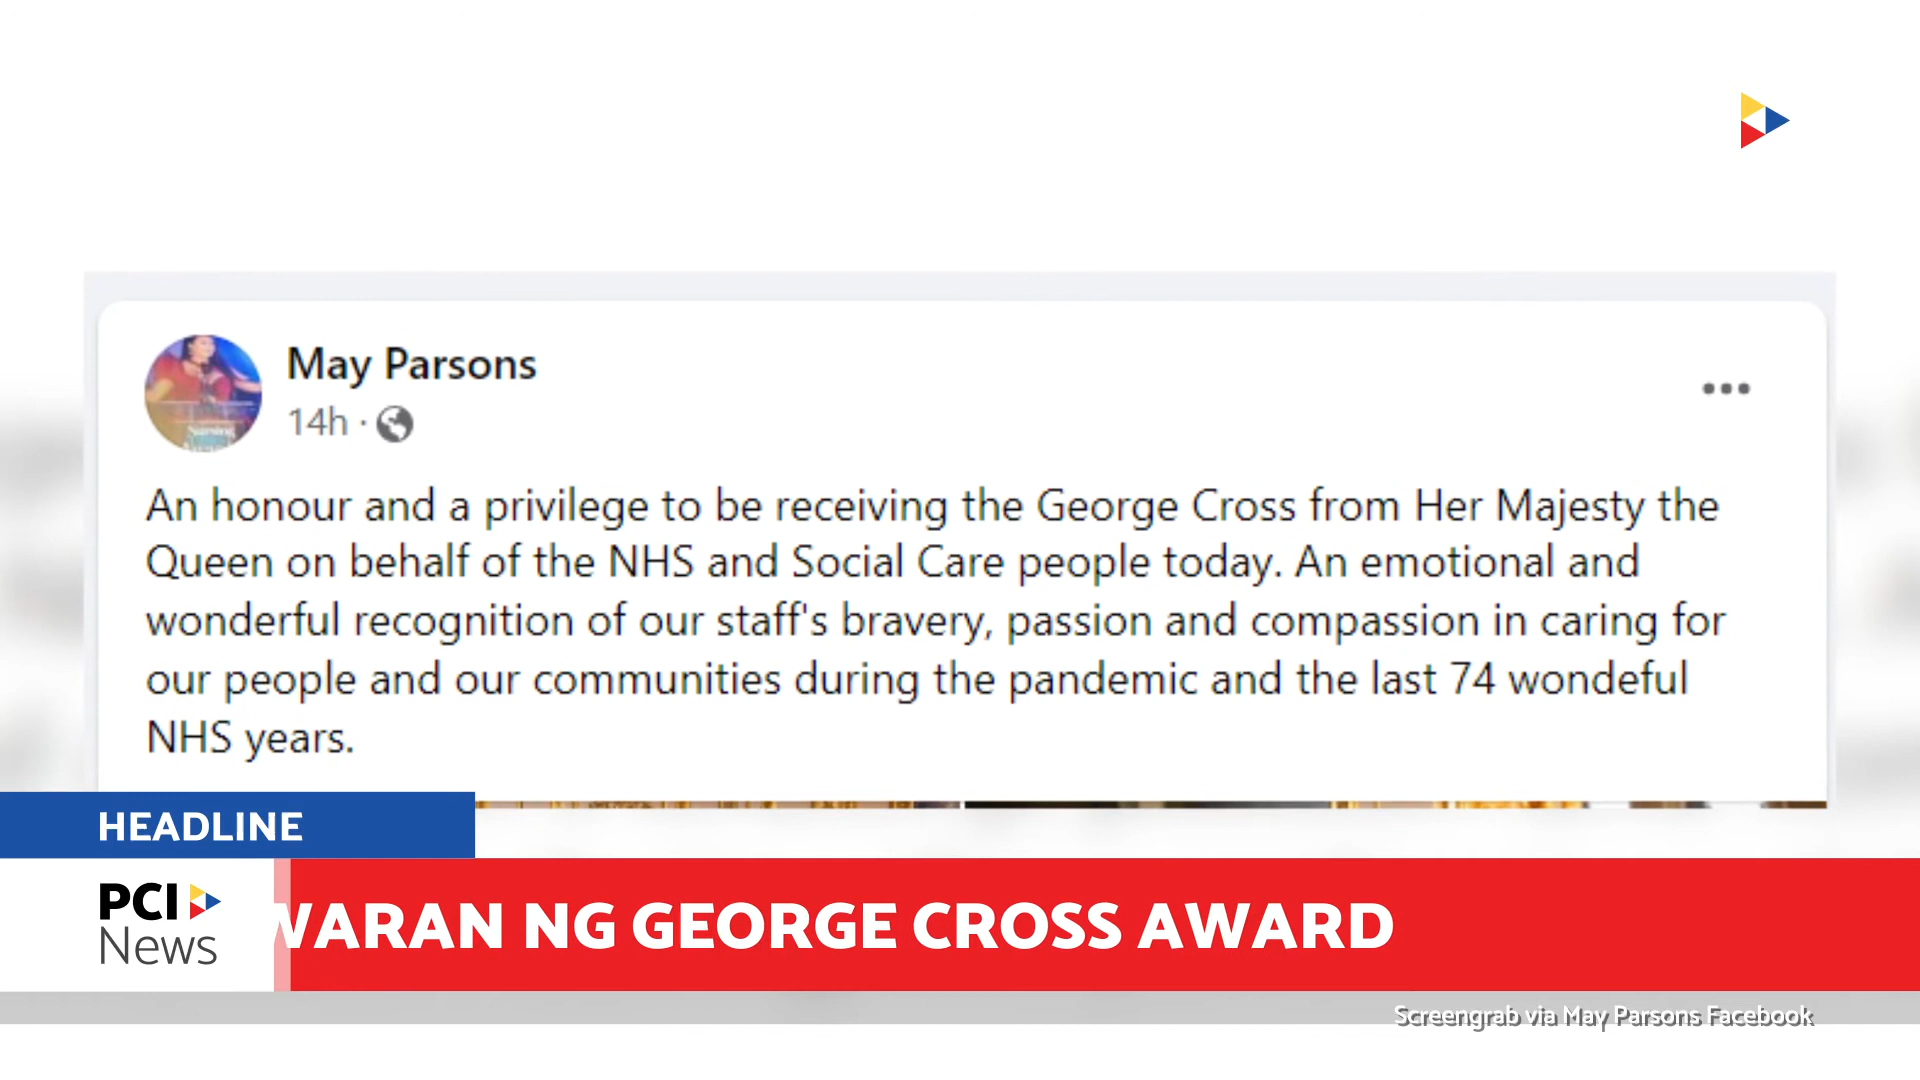 May Parsons
14h ·
An honour and a privilege to be receiving the George Cross from Her Majesty the
Queen on behalf of the NHS and Social Care people today. An emotional and
wonderful recognition of our staff's bravery, passion and compassion in caring for
our people and our communities during the pandemic and the last 74 wondeful
NHS years.
HEADLINE
PCI
News
WARAN NG GEORGE CROSS AWARD
Screengrab via May Parsons Facebook